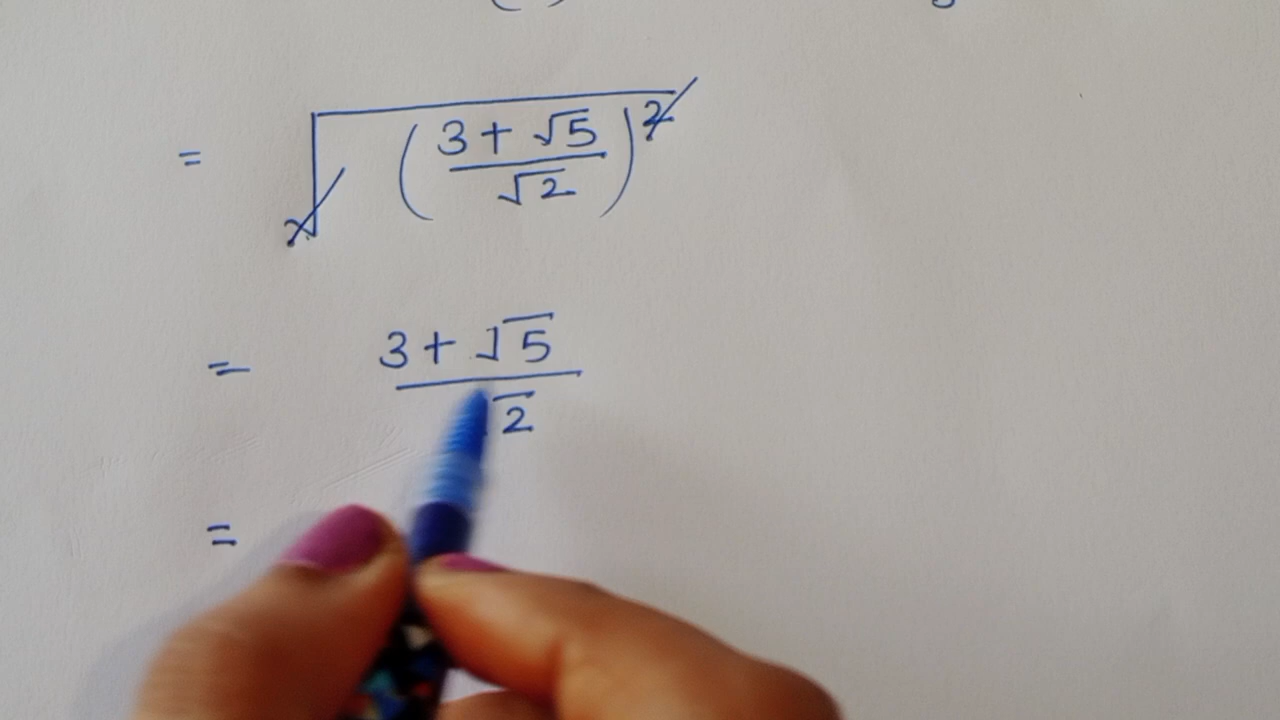 = √((3 + √5)/√2)²
= (3 + √5)/√2
=